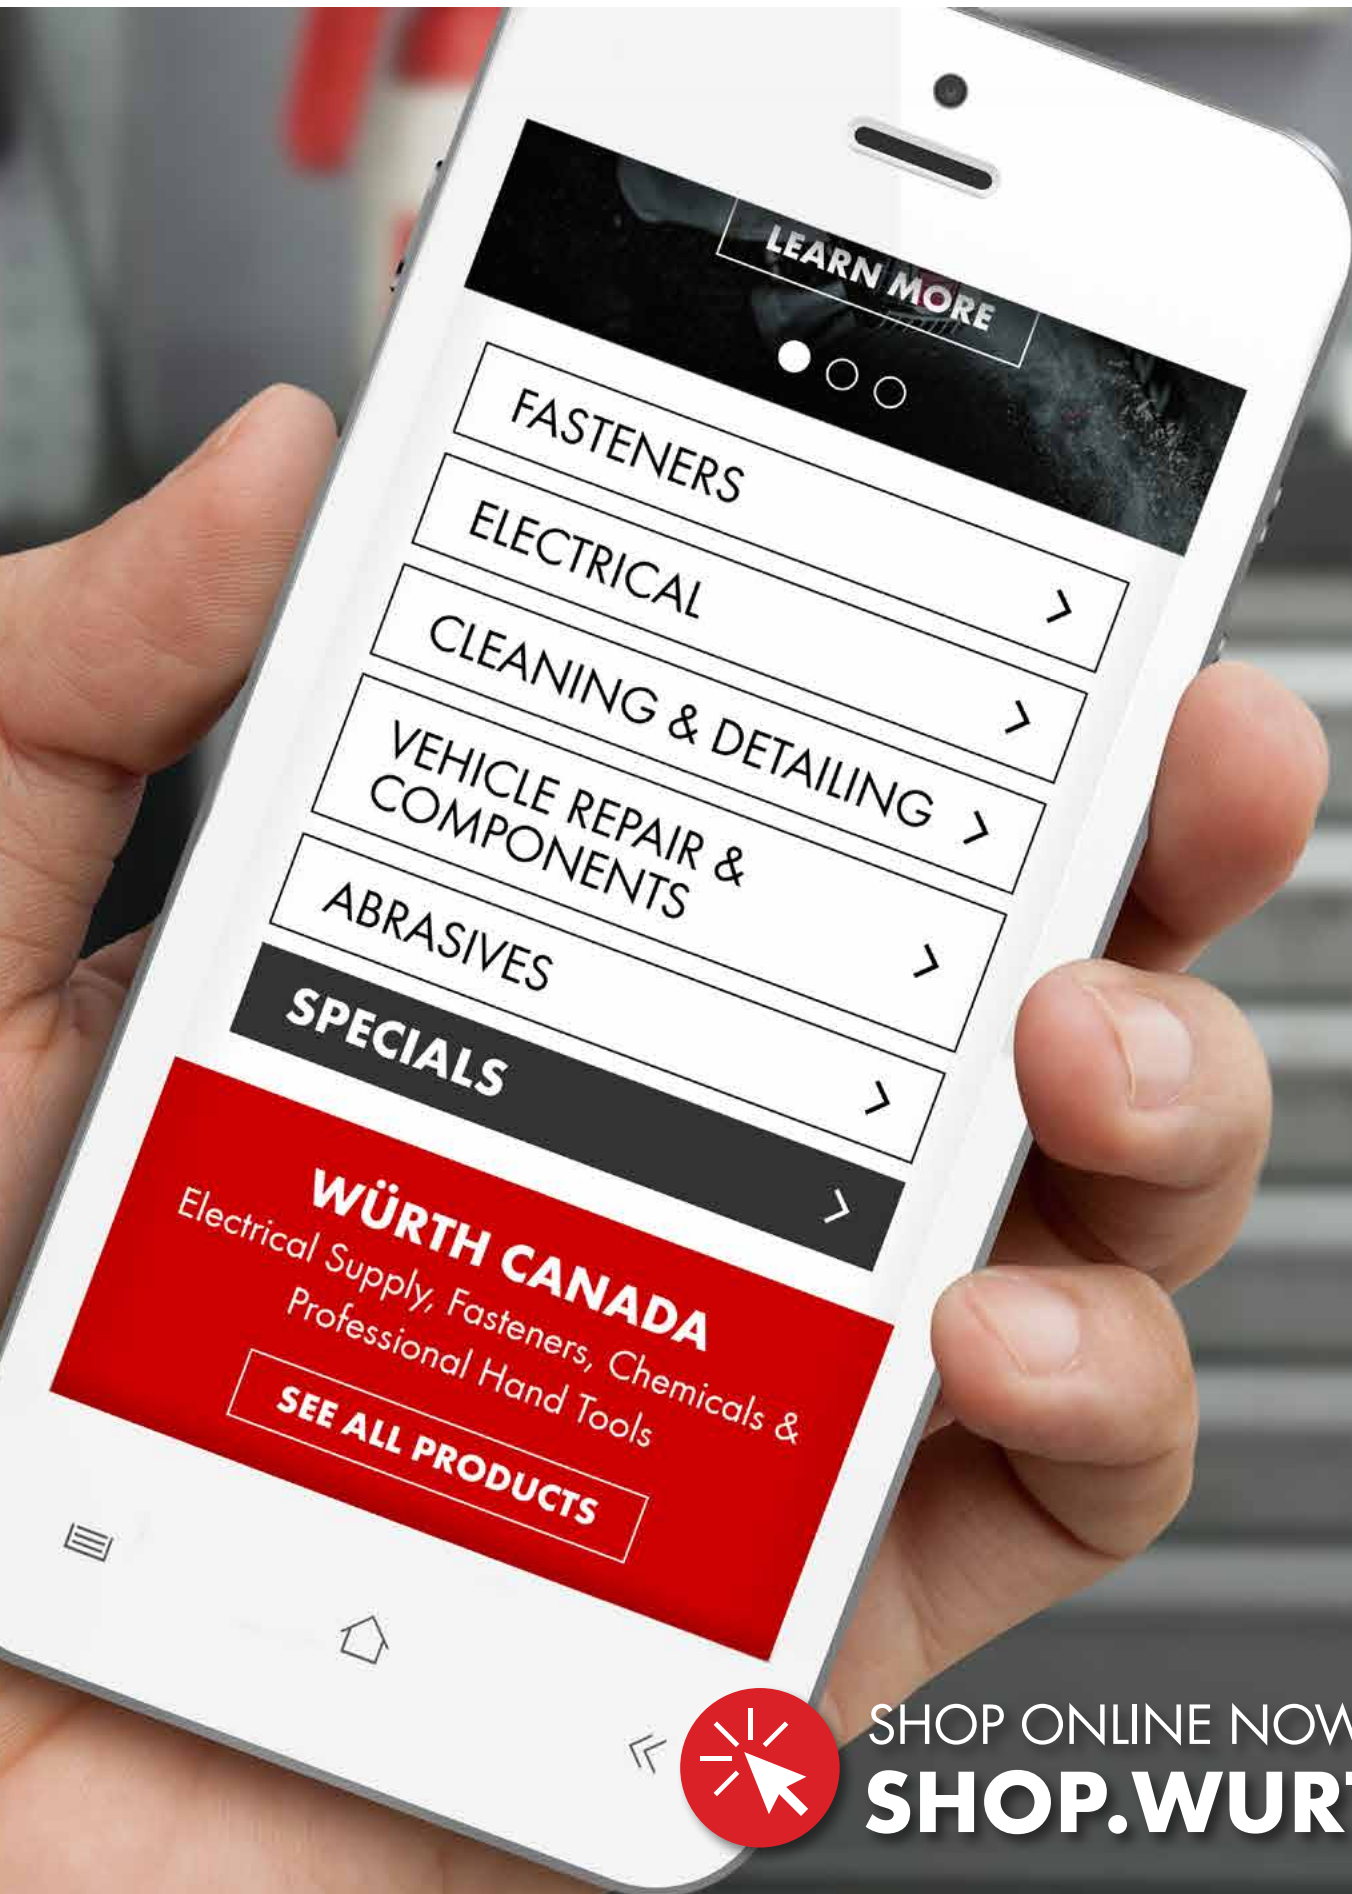 LEARN MORE
FASTENERS
ELECTRICAL
CLEANING & DETAILING
VEHICLE REPAIR &
COMPONENTS
ABRASIVES
SPECIALS
WÜRTH CANADA
Electrical Supply, Fasteners, Chemicals &
Professional Hand Tools
SEE ALL PRODUCTS
SHOP ONLINE NOW
SHOP.WURT